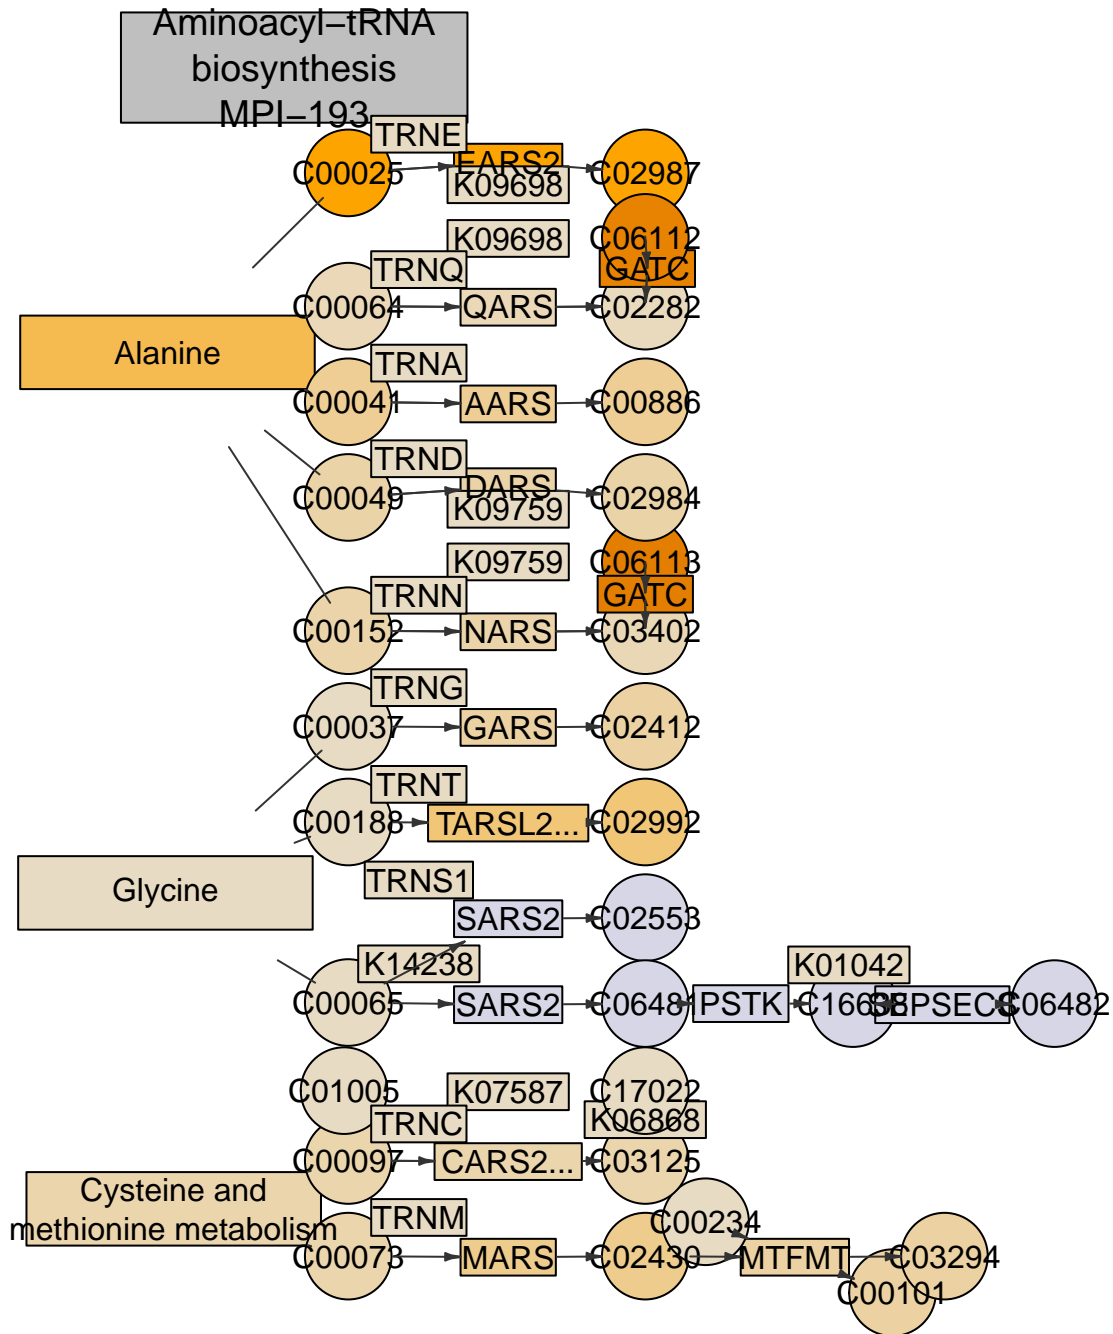 Aminoacyl−tRNA
biosynthesis
MPI−193
TRNE
C00025
EARS2
C02987
K09698
K09698
C06112
TRNQ
GATC
C00064
QARS
C02282
Alanine
TRNA
C00041
AARS
C00886
TRND
C00049
DARS
C02984
K09759
K09759
C06113
TRNN
GATC
C00152
NARS
C03402
TRNG
C00037
GARS
C02412
TRNT
C00188
TARSL2...
C02992
Glycine
TRNS1
SARS2
C02553
K14238
K01042
C00065
SARS2
C06481
PSTK
SEPSECS
C06482
C01005
K07587
C17022
TRNC
K06868
C00097
CARS2...
C03125
Cysteine and
methionine metabolism
TRNM
C00234
C00073
MARS
C02430
MTFMT
C03294
C00101